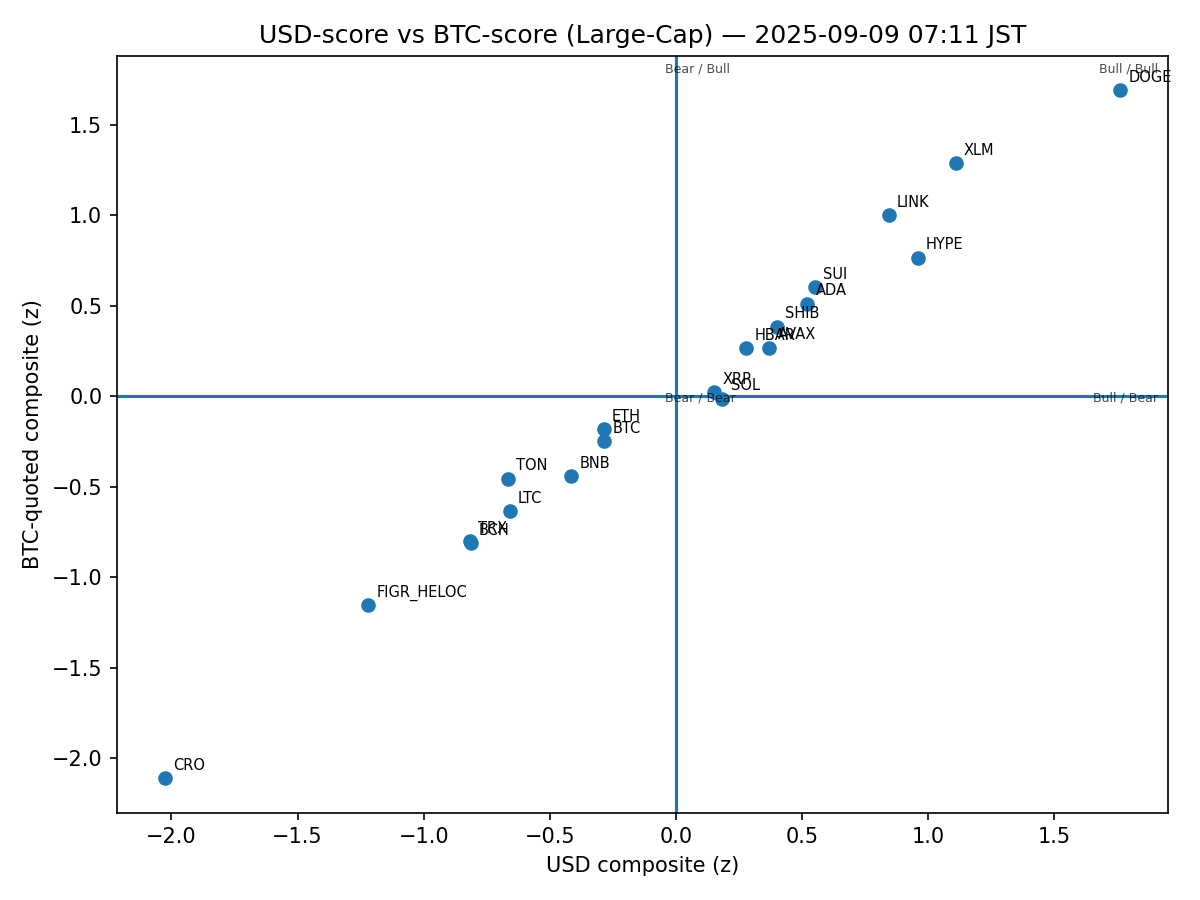 USD-score vs BTC-score (Large-Cap) — 2025-09-09 07:11 JST
Bear / Bull
Bull / Bull
DOGE
XLM
LINK
HYPE
SUI
ADA
SHIB
HBAR
AVAX
XRP
SOL
Bear / Bear
Bull / Bear
ETH
BTC
BNB
TON
LTC
TRX
BCH
FIGR_HELOC
CRO
1.5
1.0
0.5
0.0
−0.5
−1.0
−1.5
−2.0
BTC-quoted composite (z)
−2.0
−1.5
−1.0
−0.5
0.0
0.5
1.0
1.5
USD composite (z)